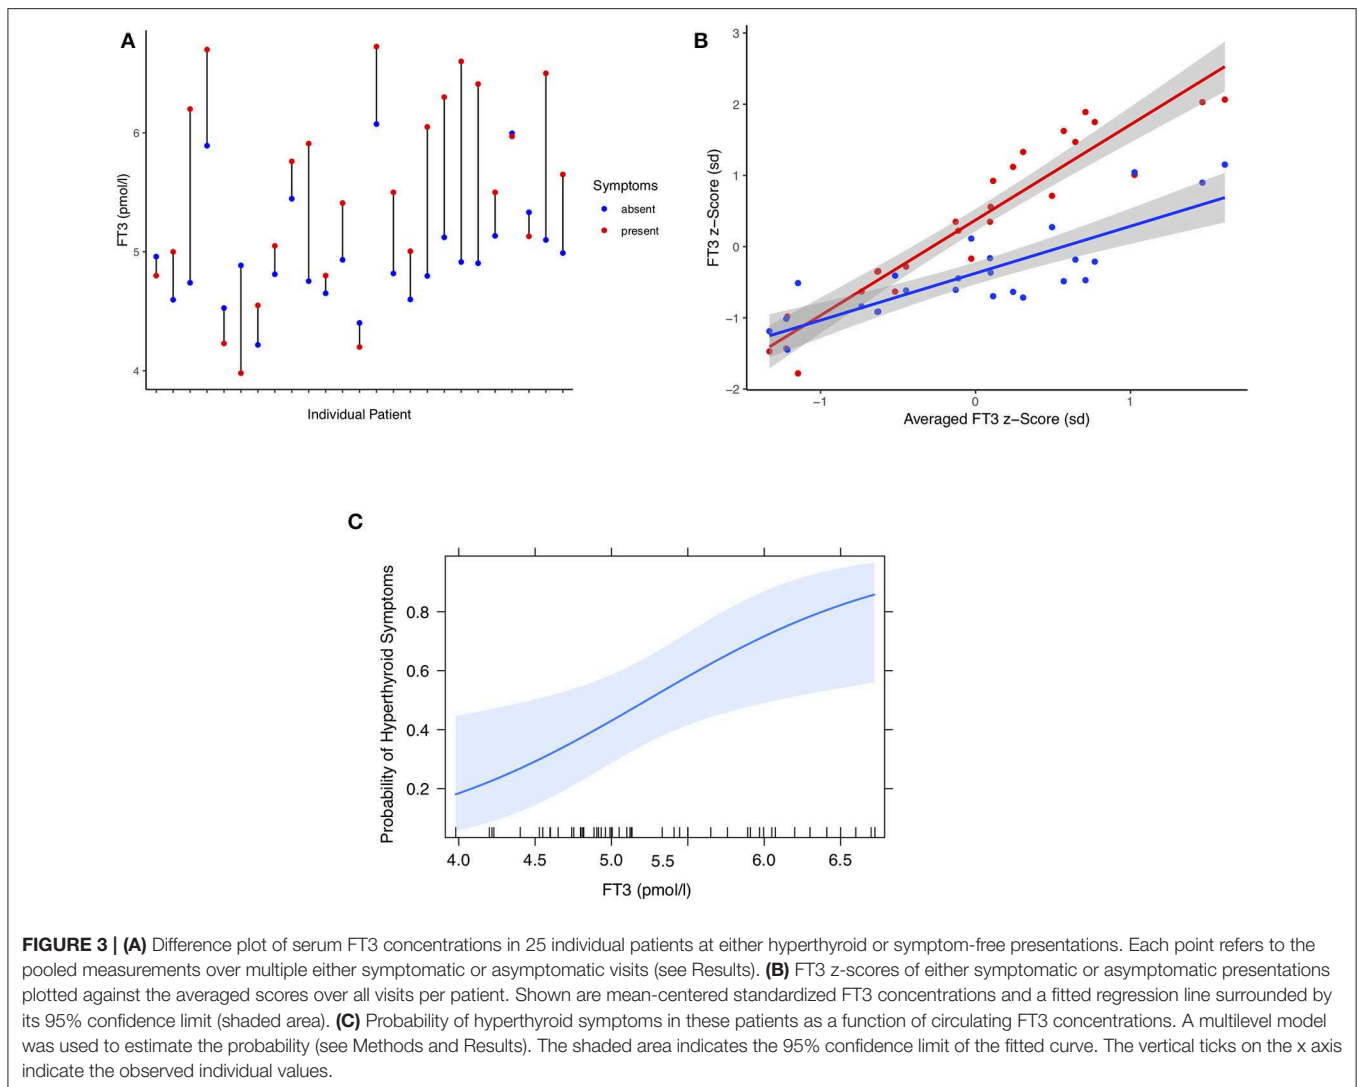 A
FT3 (pmol/l)
6
5
4
Individual Patient
Symptoms
absent
present
B
FT3 z−Score (sd)
3
2
1
0
−1
−2
−1
0
1
Averaged FT3 z−Score (sd)
C
Probability of Hyperthyroid Symptoms
0.8
0.6
0.4
0.2
4.0
4.5
5.0
5.5
6.0
6.5
FT3 (pmol/l)
FIGURE 3 | (A) Difference plot of serum FT3 concentrations in 25 individual patients at either hyperthyroid or symptom-free presentations. Each point refers to the
pooled measurements over multiple either symptomatic or asymptomatic visits (see Results). (B) FT3 z-scores of either symptomatic or asymptomatic presentations
plotted against the averaged scores over all visits per patient. Shown are mean-centered standardized FT3 concentrations and a fitted regression line surrounded by
its 95% confidence limit (shaded area). (C) Probability of hyperthyroid symptoms in these patients as a function of circulating FT3 concentrations. A multilevel model
was used to estimate the probability (see Methods and Results). The shaded area indicates the 95% confidence limit of the fitted curve. The vertical ticks on the x axis
indicate the observed individual values.